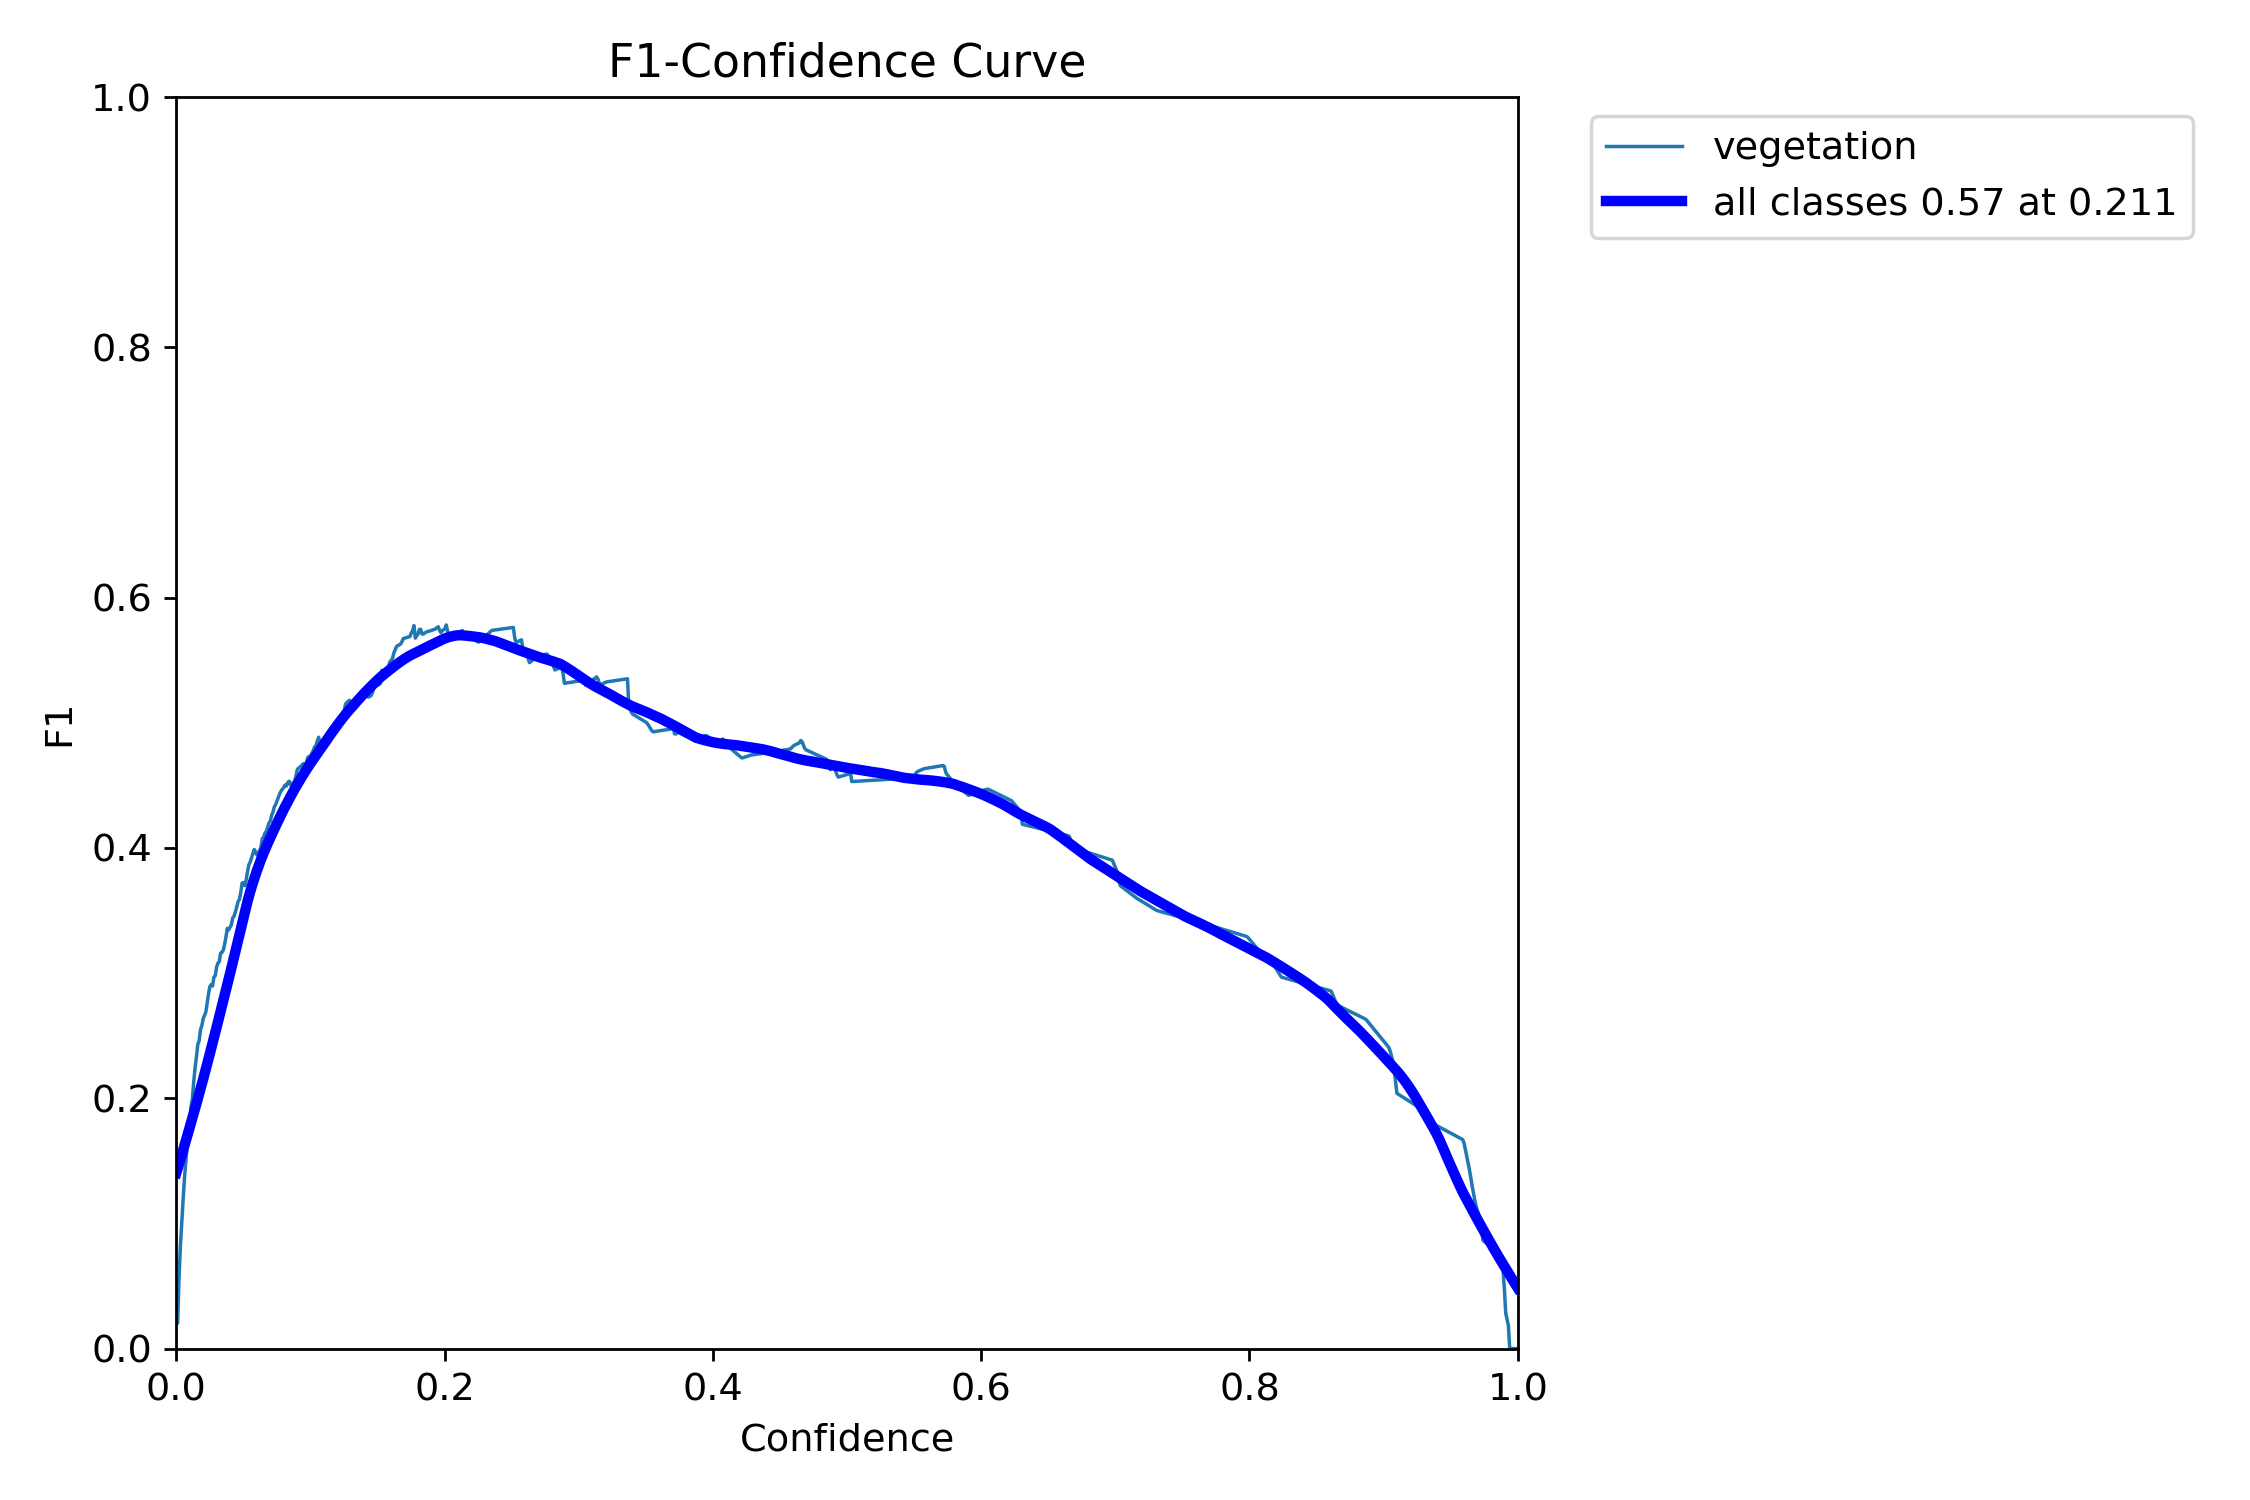 F1-Confidence Curve
1.0
0.8
0.6
0.4
0.2
0.0
F1
0.0 0.2 0.4 0.6 0.8 1.0
Confidence
vegetation
all classes 0.57 at 0.211